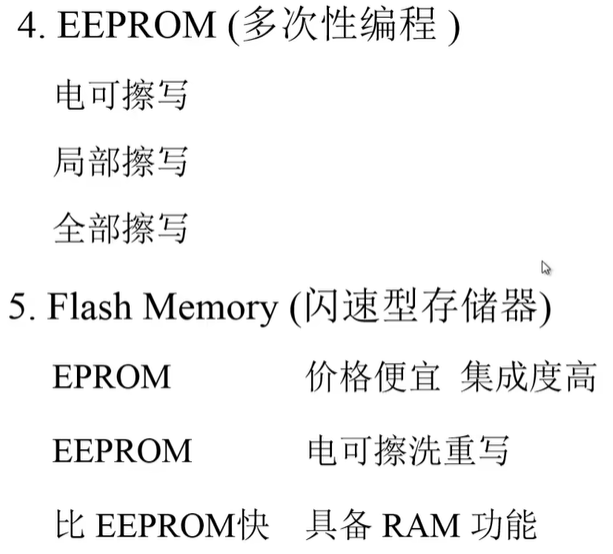 4. EEPROM (多次性编程 )
电可擦写
局部擦写
全部擦写
5. Flash Memory (闪速型存储器)
EPROM 价格便宜 集成度高
EEPROM 电可擦洗重写
比 EEPROM快 具备 RAM 功能